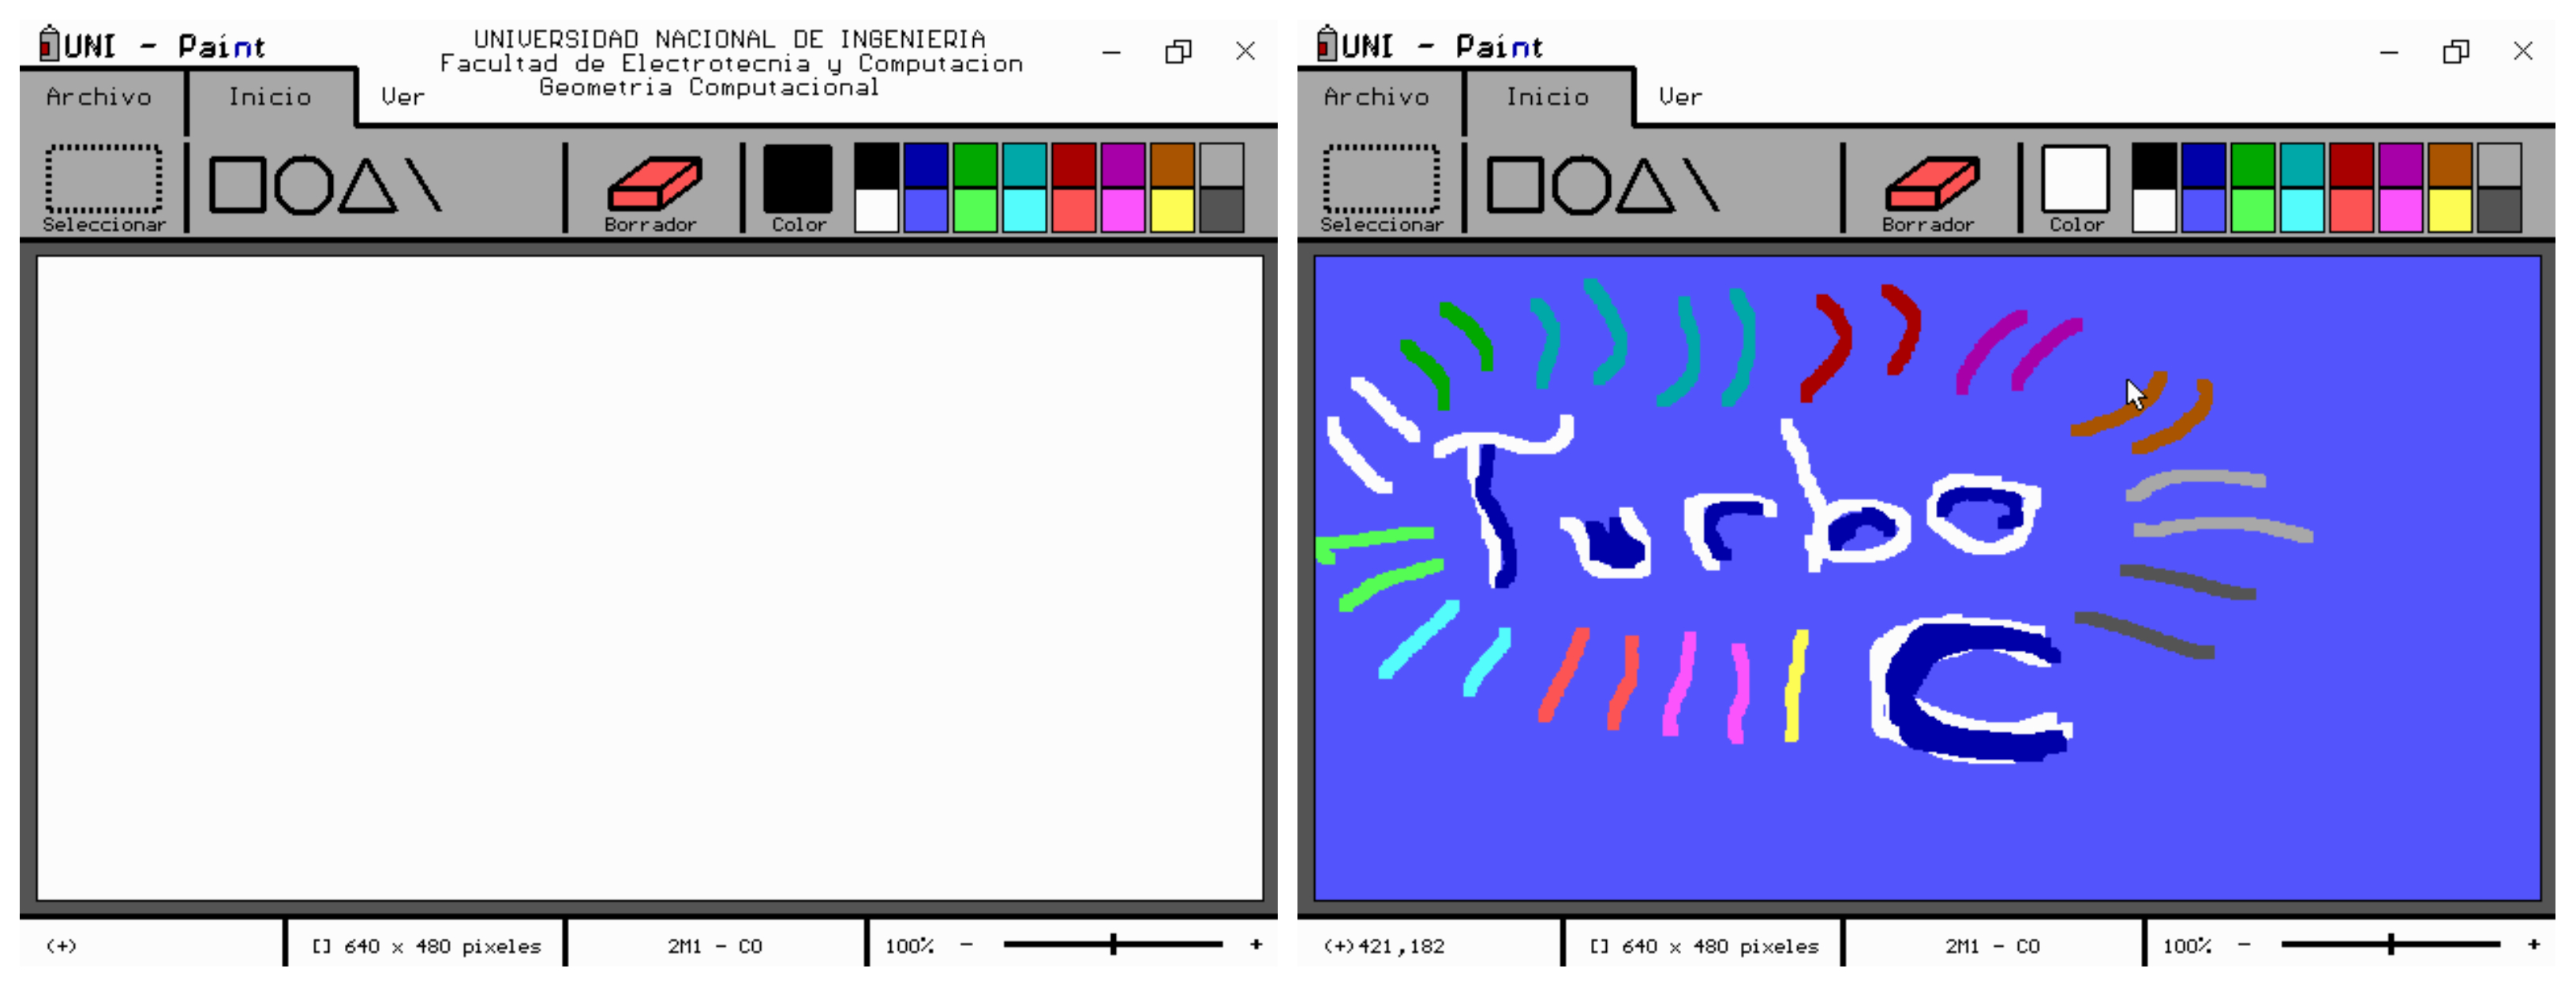 UNI - Paint
UNIVERSIDAD NACIONAL DE INGENIERIA
Facultad de Electrotecnia y Computacion
Geometria Computacional
Archivo Inicio Ver
Seleccionar Borrador Color
(+) [] 640 x 480 pixeles 2M1 - CO 100% - +
UNI - Paint
Archivo Inicio Ver
Seleccionar Borrador Color
Turbo
C
(+)421,182 [] 640 x 480 pixeles 2M1 - CO 100% - +